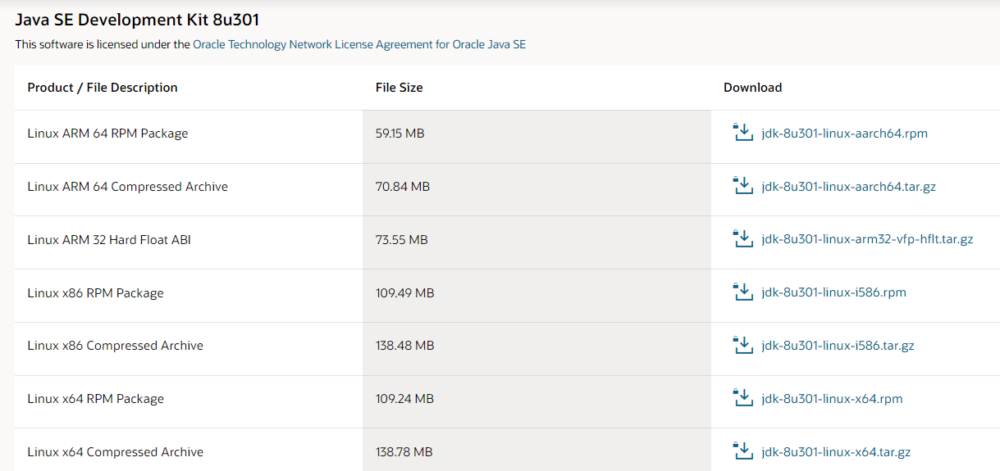 Java SE Development Kit 8u301
This software is licensed under the Oracle Technology Network License Agreement for Oracle Java SE
Product / File Description File Size Download
Linux ARM 64 RPM Package 59.15 MB jdk-8u301-linux-aarch64.rpm
Linux ARM 64 Compressed Archive 70.84 MB jdk-8u301-linux-aarch64.tar.gz
Linux ARM 32 Hard Float ABI 73.55 MB jdk-8u301-linux-arm32-vfp-hflt.tar.gz
Linux x86 RPM Package 109.49 MB jdk-8u301-linux-i586.rpm
Linux x86 Compressed Archive 138.48 MB jdk-8u301-linux-i586.tar.gz
Linux x64 RPM Package 109.24 MB jdk-8u301-linux-x64.rpm
Linux x64 Compressed Archive 138.78 MB jdk-8u301-linux-x64.tar.gz